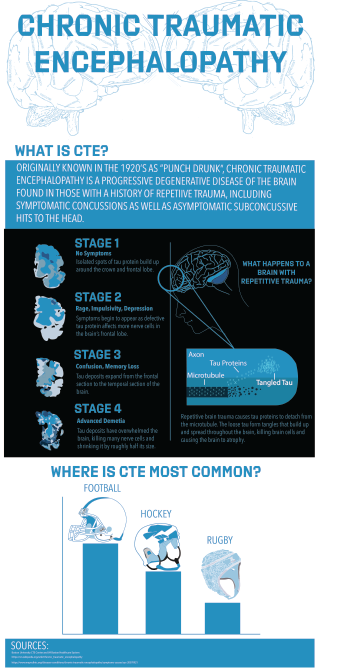 CHRONIC TRAUMATIC
ENCEPHALOPATHY
WHAT IS CTE?
ORIGINALLY KNOWN IN THE 1920'S AS "PUNCH DRUNK", CHRONIC TRAUMATIC
ENCEPHALOPATHY IS A PROGRESSIVE DEGENERATIVE DISEASE OF THE BRAIN
FOUND IN THOSE WITH A HISTORY OF REPETIIVE TRAUMA, INCLUDING
SYMPTOMATIC CONCUSSIONS AS WELL AS ASYMPTOMATIC SUBCONCUSSIVE
HITS TO THE HEAD.
STAGE 1
No Symptoms
Isolated spots of tau protein build up
around the crown and frontal lobe.
STAGE 2
Rage, Impulsivity, Depression
Symptoms begin to appear as defective
tau protein affects more nerve cells in
the brain's frontal lobe.
STAGE 3
Confusion, Memory Loss
Tau deposits expand from the frontal
section to the temporal section of the
brain.
STAGE 4
Advanced Dematia
Tau deposits have overwhelmed the
brain, killing many nerve cells and
shrinking it by roughly half its size.
WHAT HAPPENS TO A
BRAIN WITH
REPETITIVE TRAUMA?
Axon
Tau Proteins
Microtubule
Tangled Tau
Repetitive brain trauma causes tau proteins to detach from
the microtubule. The loose tau form tangles that build up
and spread throughout the brain, killing brain cells and
causing the brain to atrophy.
WHERE IS CTE MOST COMMON?
FOOTBALL
HOCKEY
RUGBY
SOURCES: